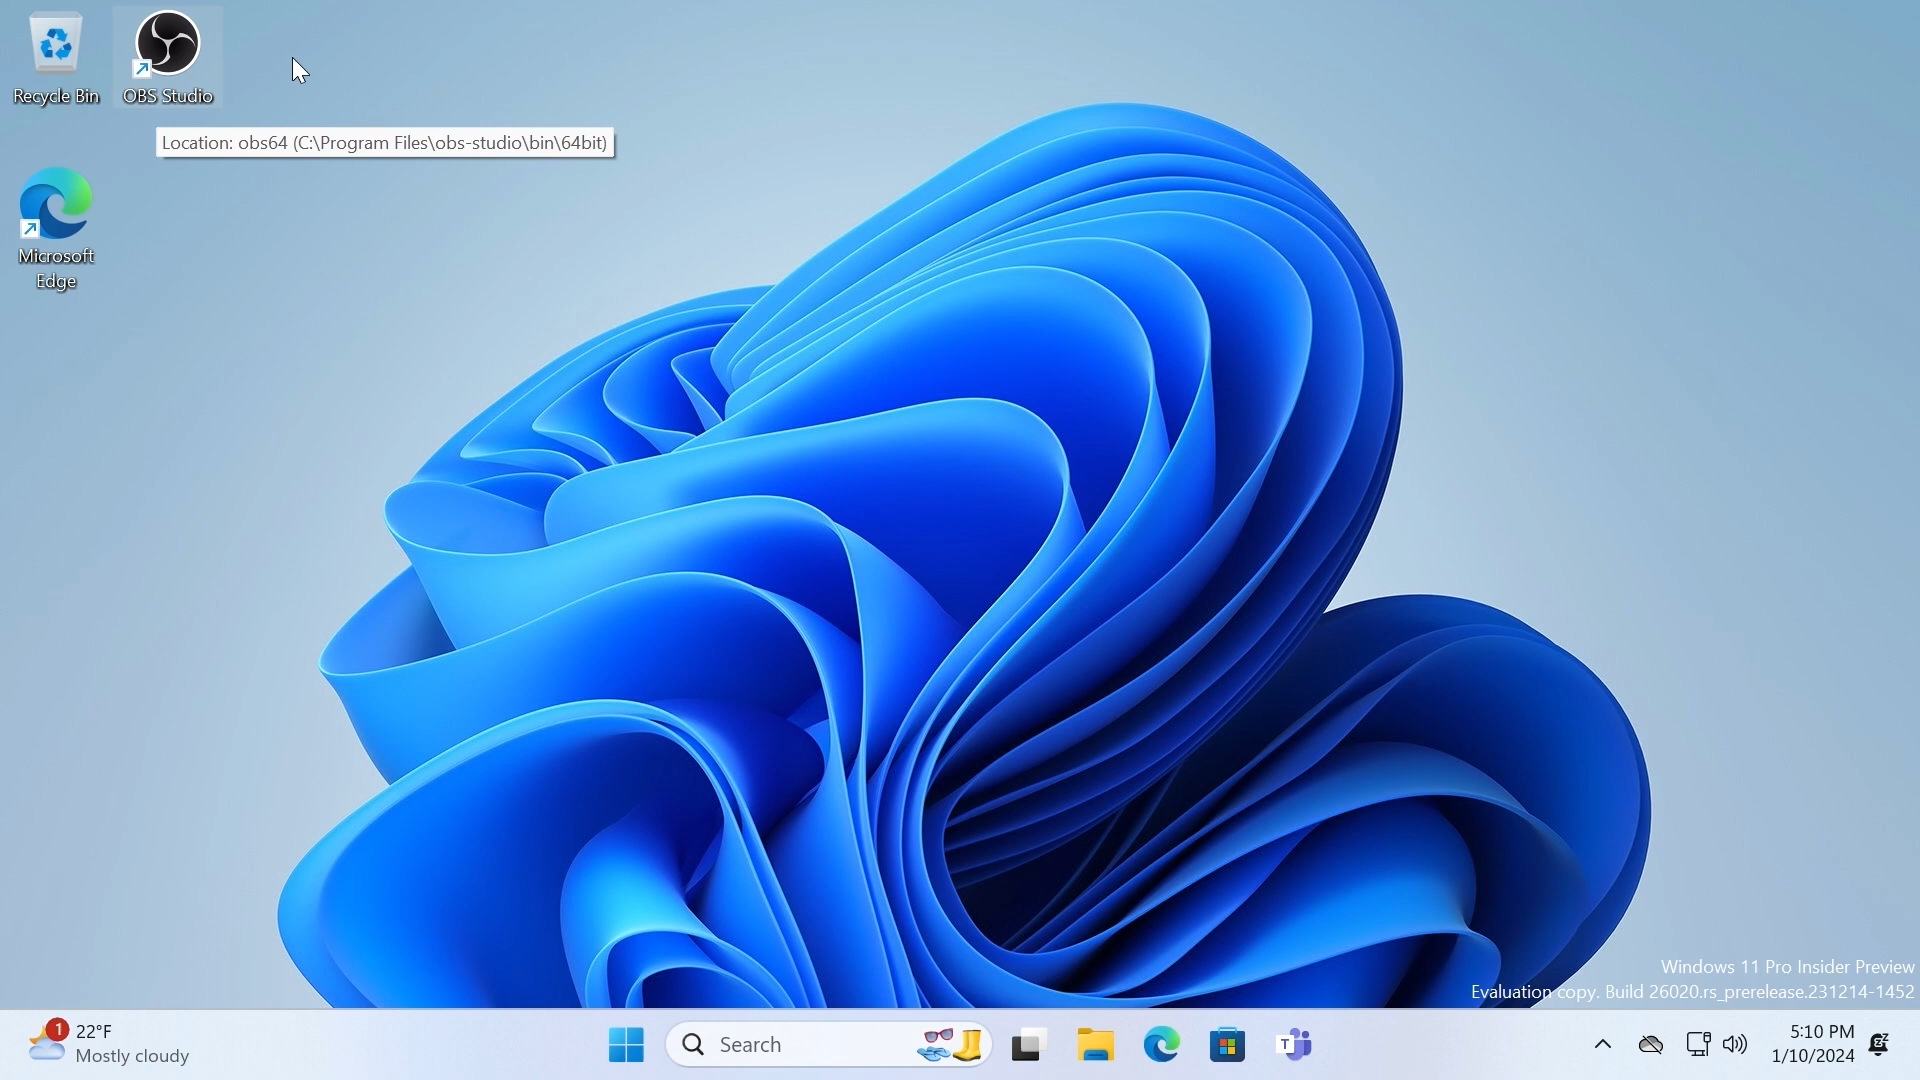 Recycle Bin
OBS Studio
Location: obs64 (C:\Program Files\obs-studio\bin\64bit)
Microsoft
Edge
Windows 11 Pro Insider Preview
Evaluation copy. Build 26020.rs_prerelease.231214-1452
1
22°F
Mostly cloudy
Search
T
5:10 PM
1/10/2024